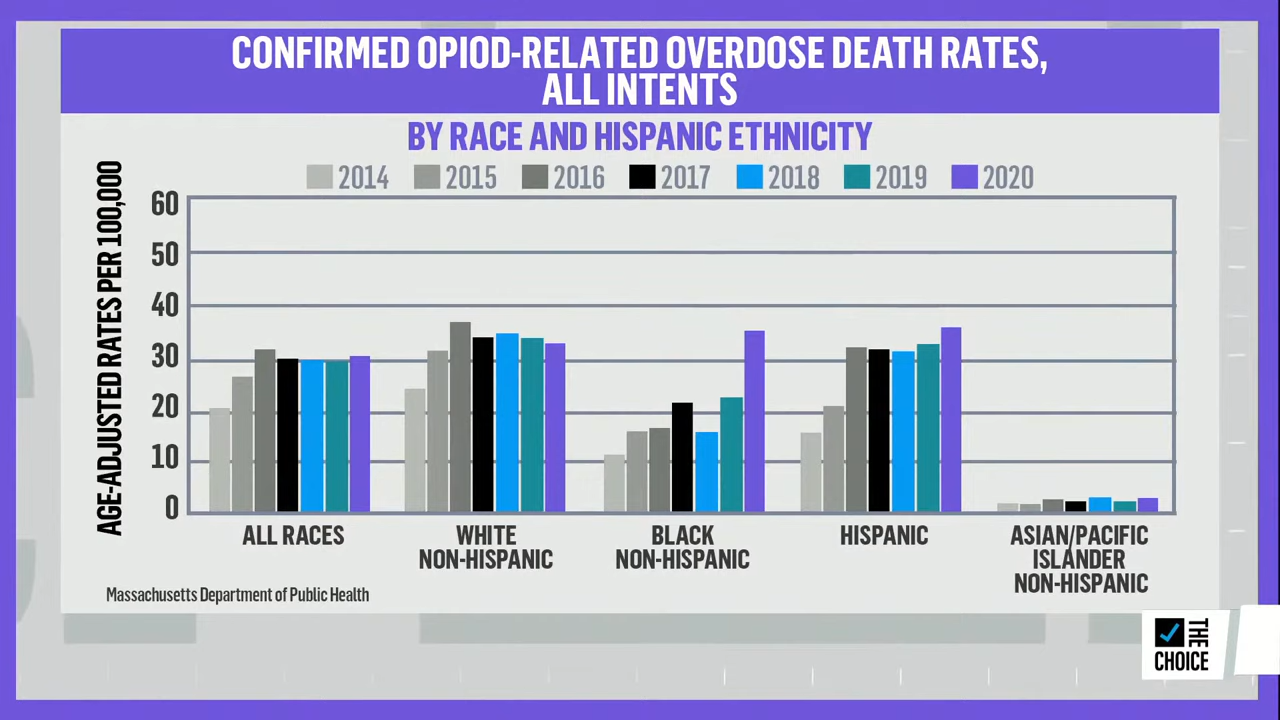 CONFIRMED OPIOD-RELATED OVERDOSE DEATH RATES,
ALL INTENTS
BY RACE AND HISPANIC ETHNICITY
2014 2015 2016 2017 2018 2019 2020
AGE-ADJUSTED RATES PER 100,000
60
50
40
30
20
10
0
ALL RACES
WHITE
NON-HISPANIC
BLACK
NON-HISPANIC
HISPANIC
ASIAN/PACIFIC
ISLANDER
NON-HISPANIC
Massachusetts Department of Public Health
THE
CHOICE